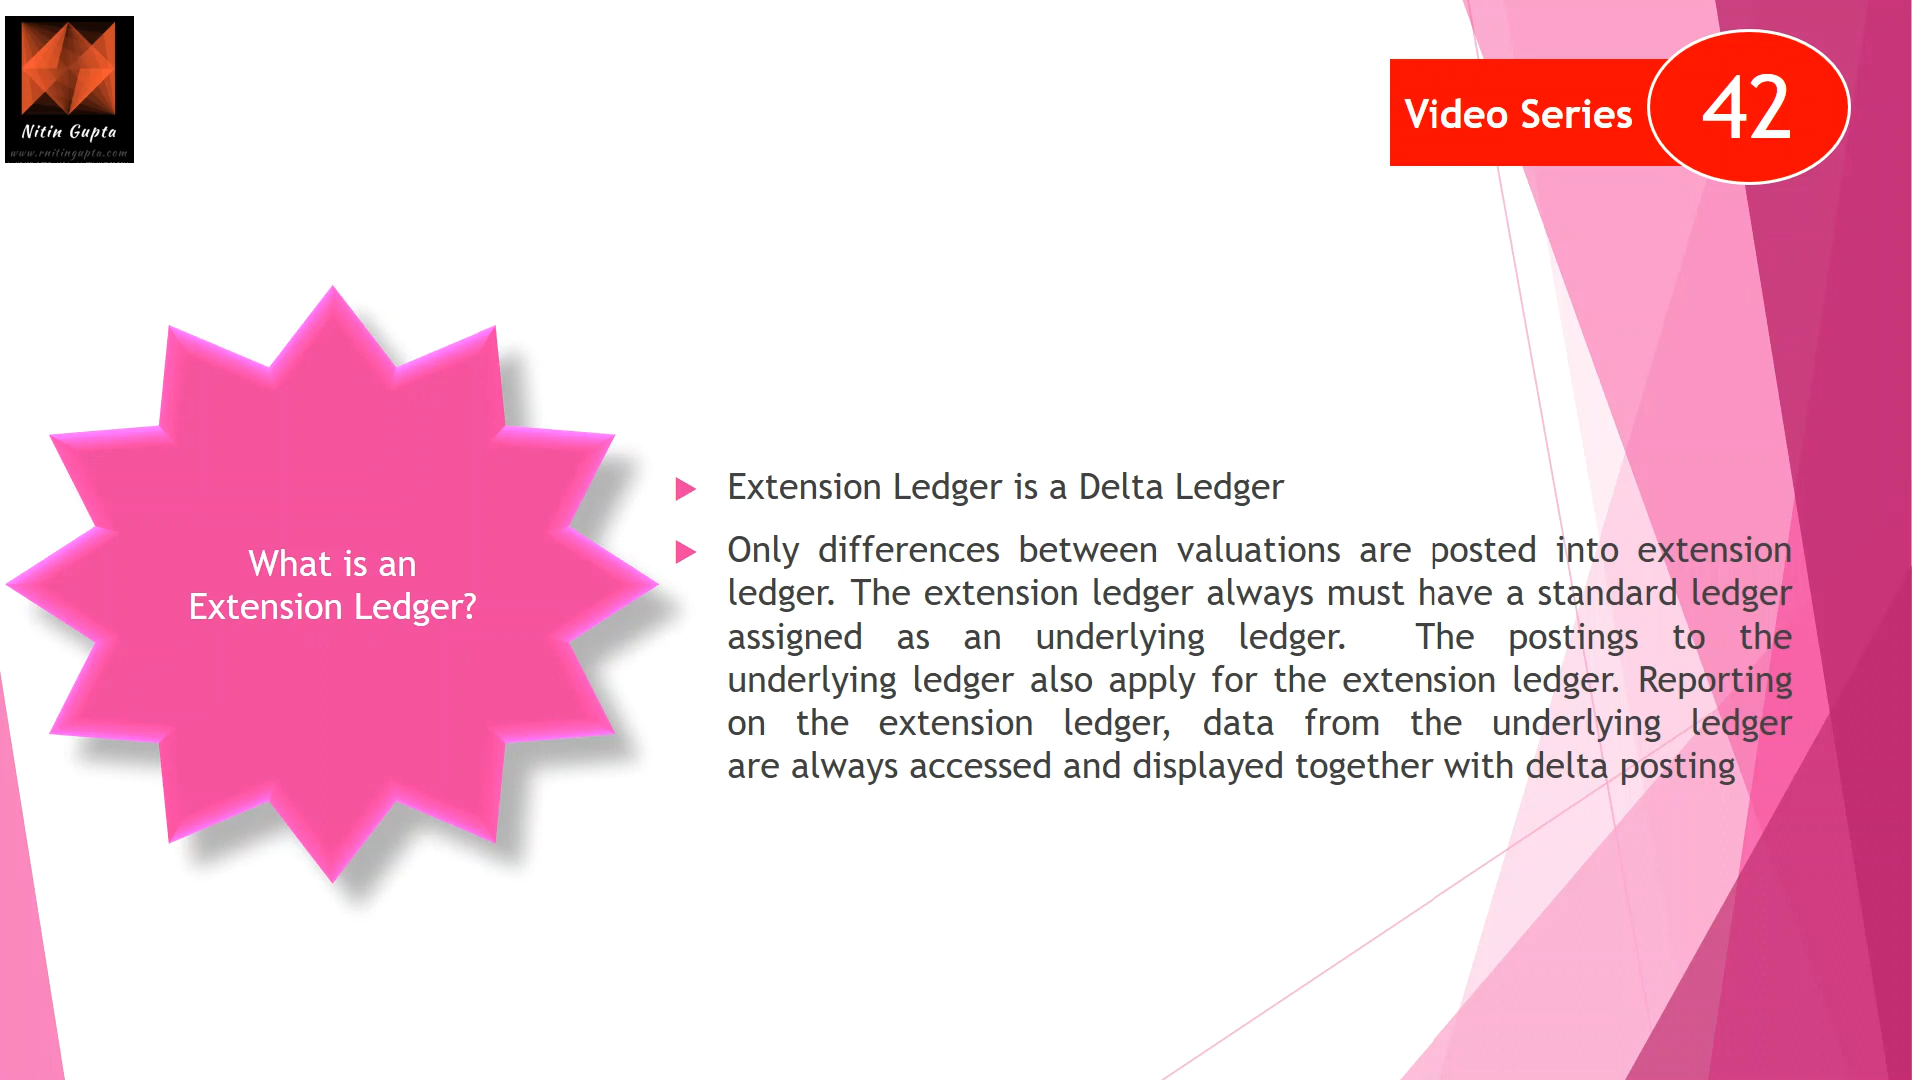 Nitin Gupta
www.rnitingupta.com
Video Series
42
What is an
Extension Ledger?
Extension Ledger is a Delta Ledger
Only differences between valuations are posted into extension
ledger. The extension ledger always must have a standard ledger
assigned as an underlying ledger. The postings to the
underlying ledger also apply for the extension ledger. Reporting
on the extension ledger, data from the underlying ledger
are always accessed and displayed together with delta posting